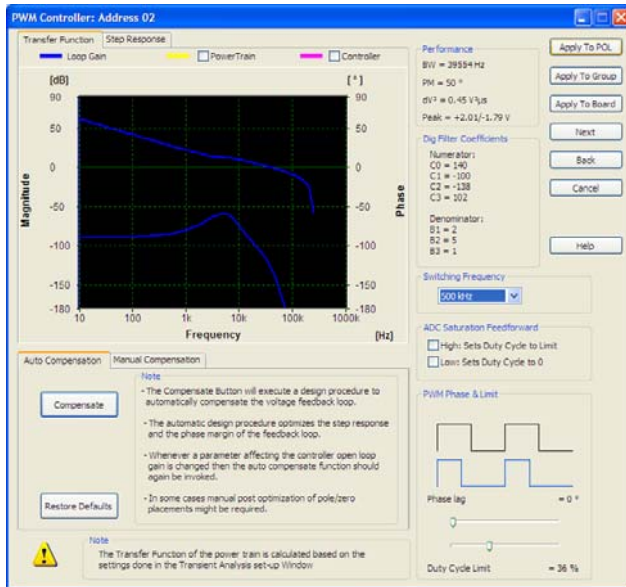 PWM Controller: Address 02
Transfer Function
Step Response
Loop Gain
PowerTrain
Controller
[dB]
[°]
90
50
0
-50
-100
-150
-180
Magnitude
90
50
0
-50
-100
-150
-180
Phase
10
100
1k
10k
100k
1000k
Frequency
[Hz]
Performance
BW = 39554 Hz
PM = 50 °
dV² = 0.45 V²µs
Peak = +2.01/-1.79 V
Dig Filter Coefficients
Numerator:
C0 = 140
C1 = -100
C2 = -138
C3 = 102
Denominator:
B1 = 2
B2 = 5
B3 = 1
Switching Frequency
500 kHz
ADC Saturation Feedforward
High: Sets Duty Cycle to Limit
Low: Sets Duty Cycle to 0
PWM Phase & Limit
Phase lag
= 0 °
Duty Cycle Limit
= 36 %
Apply To POL
Apply To Group
Apply To Board
Next
Back
Cancel
Help
Auto Compensation
Manual Compensation
Compensate
Restore Defaults
Note
- The Compensate Button will execute a design procedure to
automatically compensate the voltage feedback loop.
- The automatic design procedure optimizes the step response
and the phase margin of the feedback loop.
- Whenever a parameter affecting the controller open loop
gain is changed then the auto compensate function should
again be invoked.
- In some cases manual post optimization of pole/zero
placements might be required.
Note
The Transfer Function of the power train is calculated based on the
settings done in the Transient Analysis set-up Window